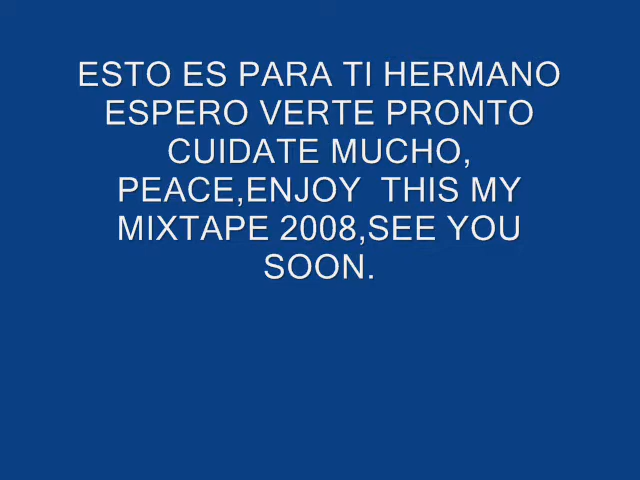 ESTO ES PARA TI HERMANO
ESPERO VERTE PRONTO
CUIDATE MUCHO,
PEACE,ENJOY  THIS MY
MIXTAPE 2008,SEE YOU
SOON.